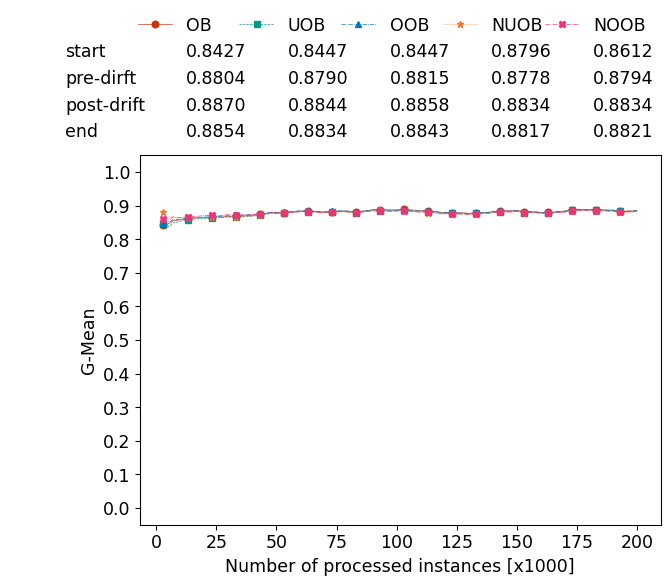 OB UOB OOB NUOB NOOB
start 0.8427 0.8447 0.8447 0.8796 0.8612
pre-dirft 0.8804 0.8790 0.8815 0.8778 0.8794
post-drift 0.8870 0.8844 0.8858 0.8834 0.8834
end 0.8854 0.8834 0.8843 0.8817 0.8821
1.0
0.9
0.8
0.7
0.6
0.5
0.4
0.3
0.2
0.1
0.0
G-Mean
0 25 50 75 100 125 150 175 200
Number of processed instances [x1000]